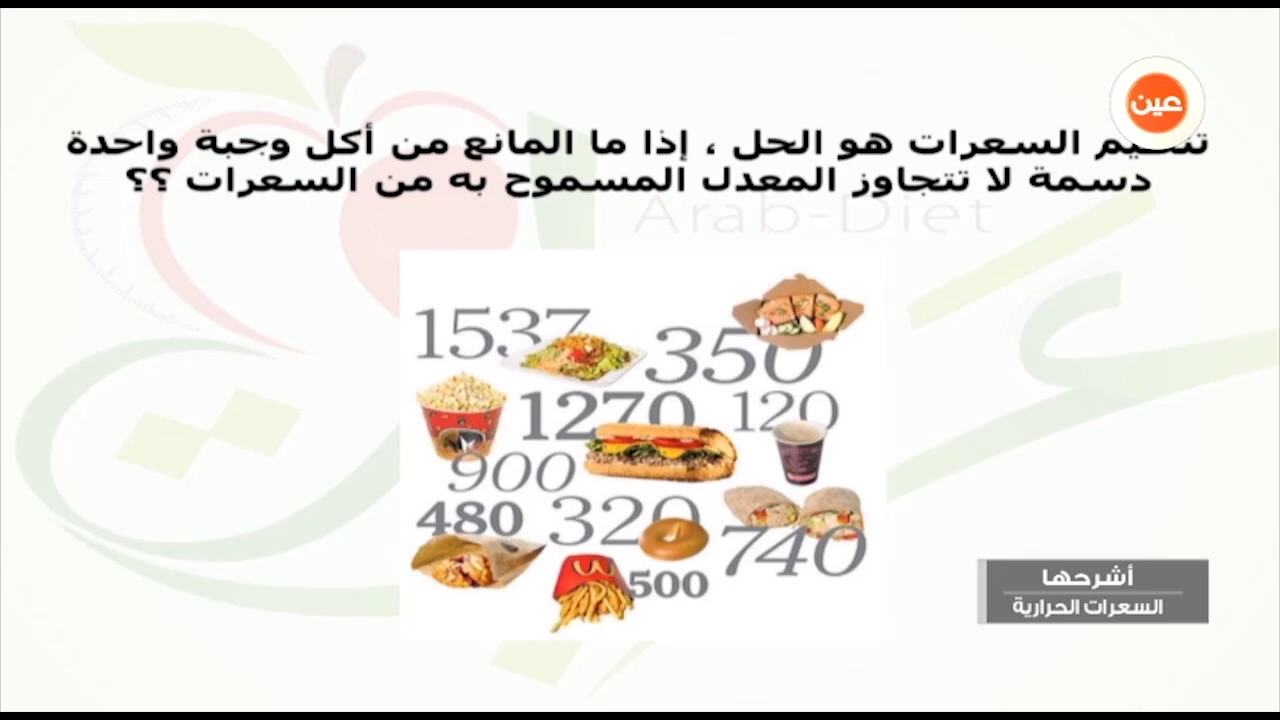 عين
تنظيم السعرات هو الحل ، إذا ما المانع من أكل وجبة واحدة
دسمة لا تتجاوز المعدل المسموح به من السعرات ؟؟
Arab-Diet
1537
350
1270
120
900
480
320
740
500
أشرحها
السعرات الحرارية